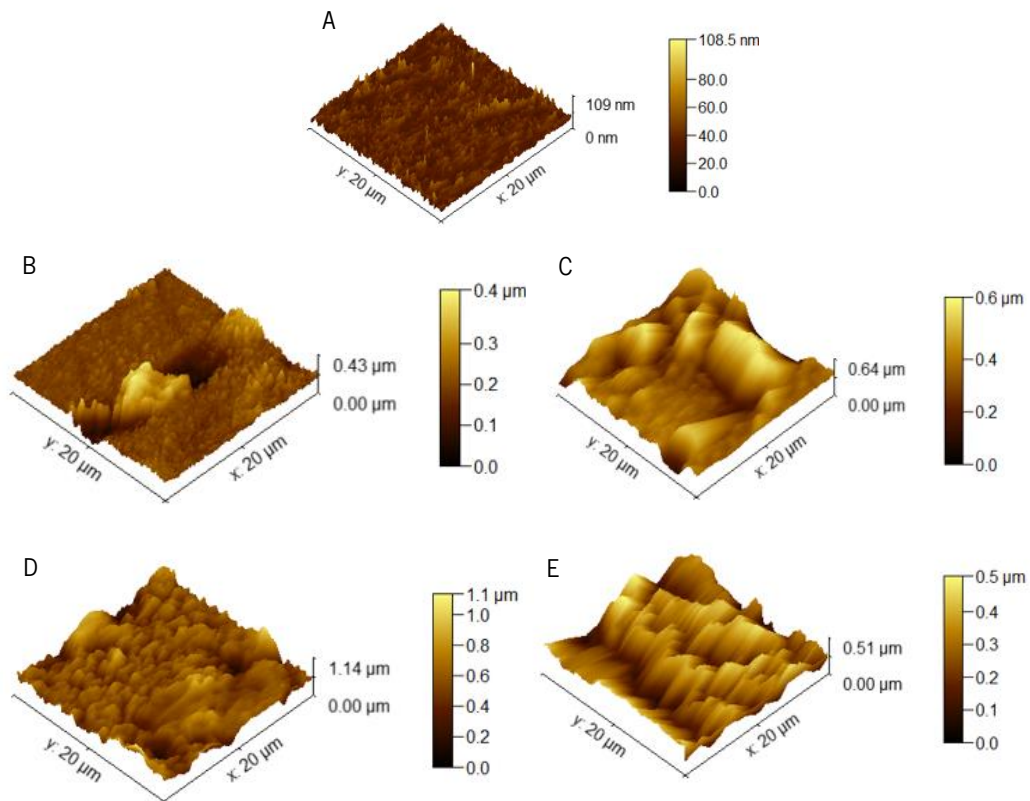 A
108.5 nm
80.0
60.0
40.0
20.0
0.0
109 nm
0 nm
y: 20 µm
x: 20 µm
B
0.4 µm
0.3
0.2
0.1
0.0
0.43 µm
0.00 µm
y: 20 µm
x: 20 µm
C
0.6 µm
0.4
0.2
0.0
0.64 µm
0.00 µm
y: 20 µm
x: 20 µm
D
1.1 µm
1.0
0.8
0.6
0.4
0.2
0.0
1.14 µm
0.00 µm
y: 20 µm
x: 20 µm
E
0.5 µm
0.4
0.3
0.2
0.1
0.0
0.51 µm
0.00 µm
y: 20 µm
x: 20 µm